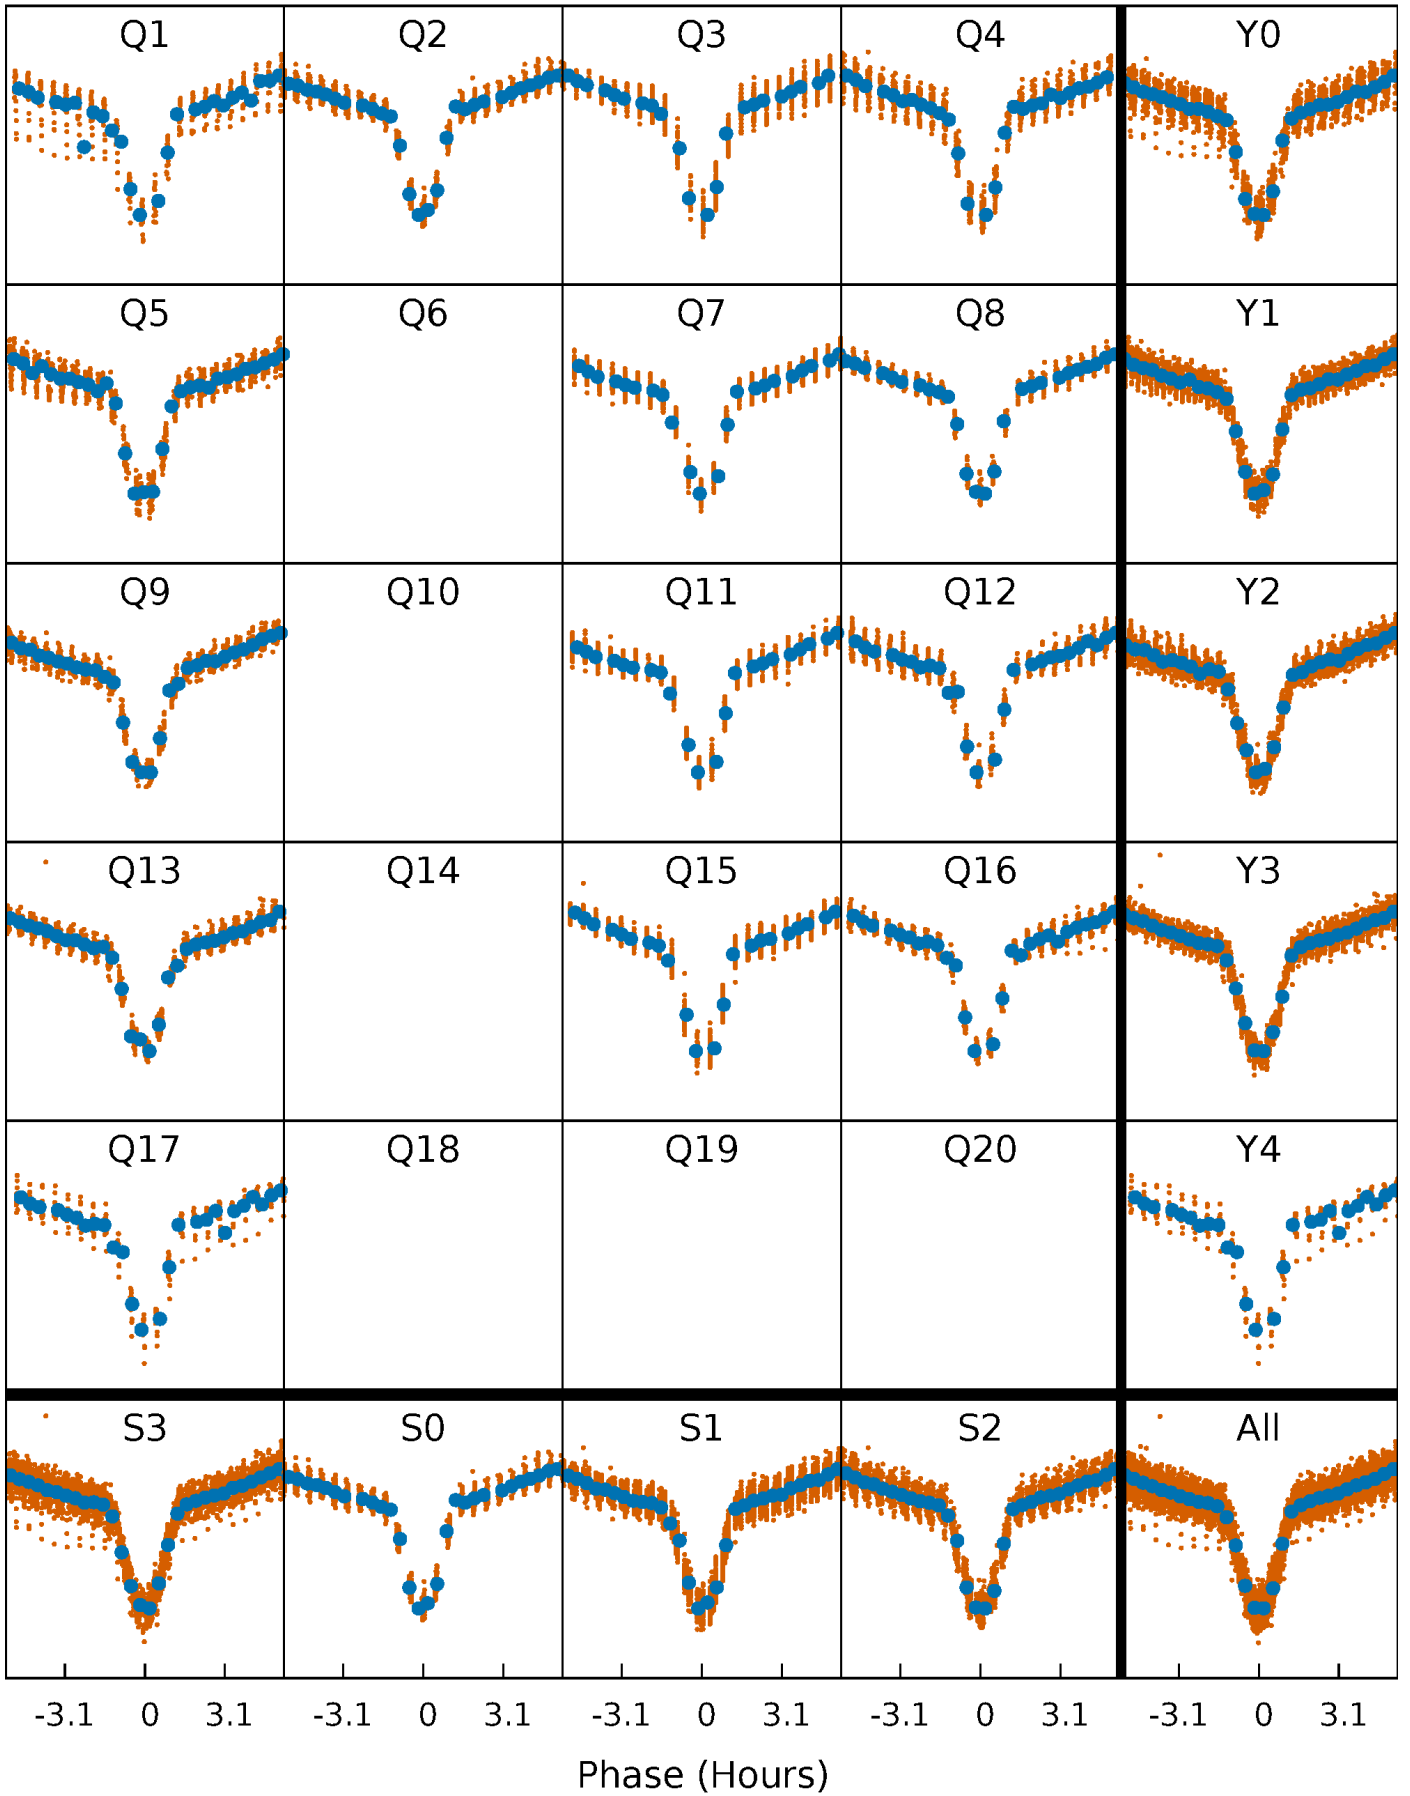 Q1 Q2 Q3 Q4 Y0
Q5 Q6 Q7 Q8 Y1
Q9 Q10 Q11 Q12 Y2
Q13 Q14 Q15 Q16 Y3
Q17 Q18 Q19 Q20 Y4
S3 S0 S1 S2 All
-3.1 0 3.1 -3.1 0 3.1 -3.1 0 3.1 -3.1 0 3.1 -3.1 0 3.1
Phase (Hours)